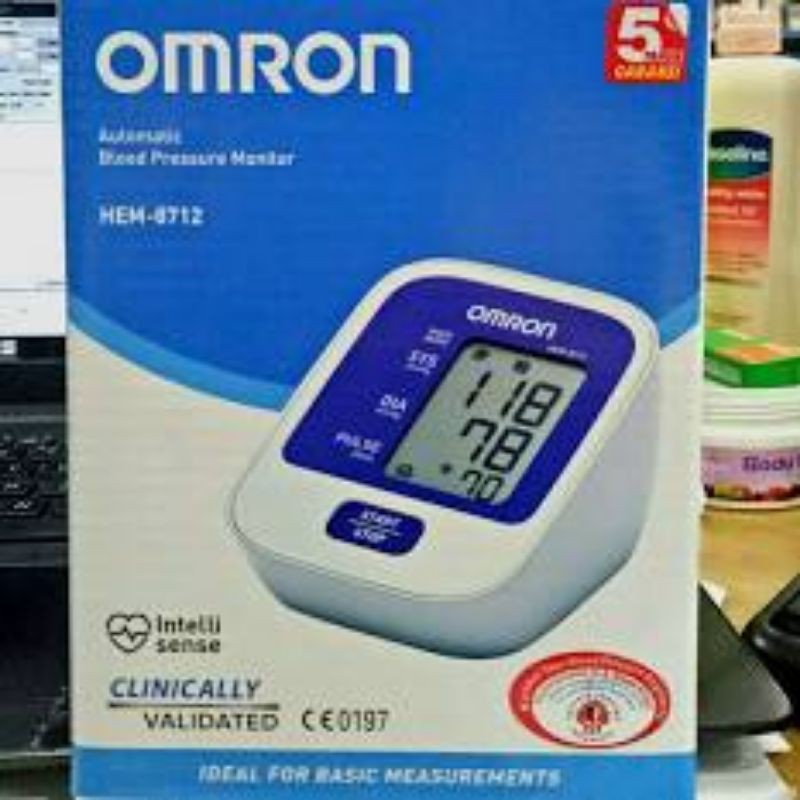 OMRON
5
GARANSI
Automatic
Blood Pressure Monitor
HEM-8712
OMRON
SYS
118
DIA
78
PULSE
70
START
STOP
Intelli
sense
CLINICALLY
VALIDATED CE0197
IDEAL FOR BASIC MEASUREMENTS